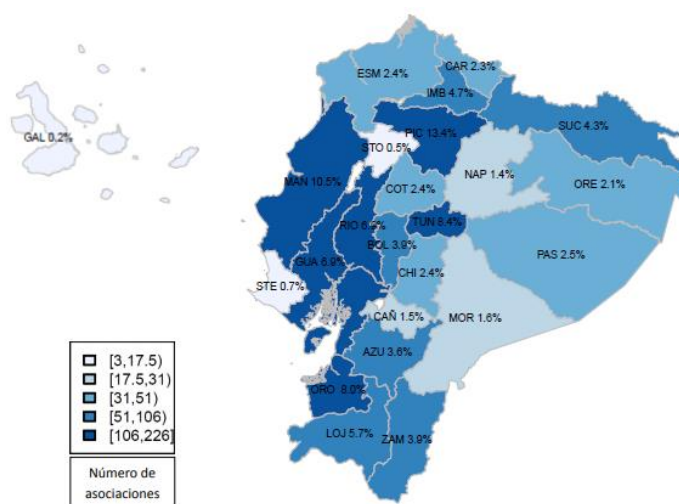 ESM 2.4%
CAR 2.3%
IMB 4.7%
SUC 4.3%
GAL 0.2%
PIC 13.4%
STO 0.5%
NAP 1.4%
ORE 2.1%
MAN 10.5%
COT 2.4%
RIO
TUN 8.4%
BOL 3.9%
GUA 6.9%
CHI 2.4%
PAS 2.5%
STE 0.7%
CAÑ 1.5%
MOR 1.6%
AZU 3.6%
ORO 8.0%
LOJ 5.7%
ZAM 3.9%
[3,17.5)
[17.5,31)
[31,51)
[51,106)
[106,226]
Número de
asociaciones